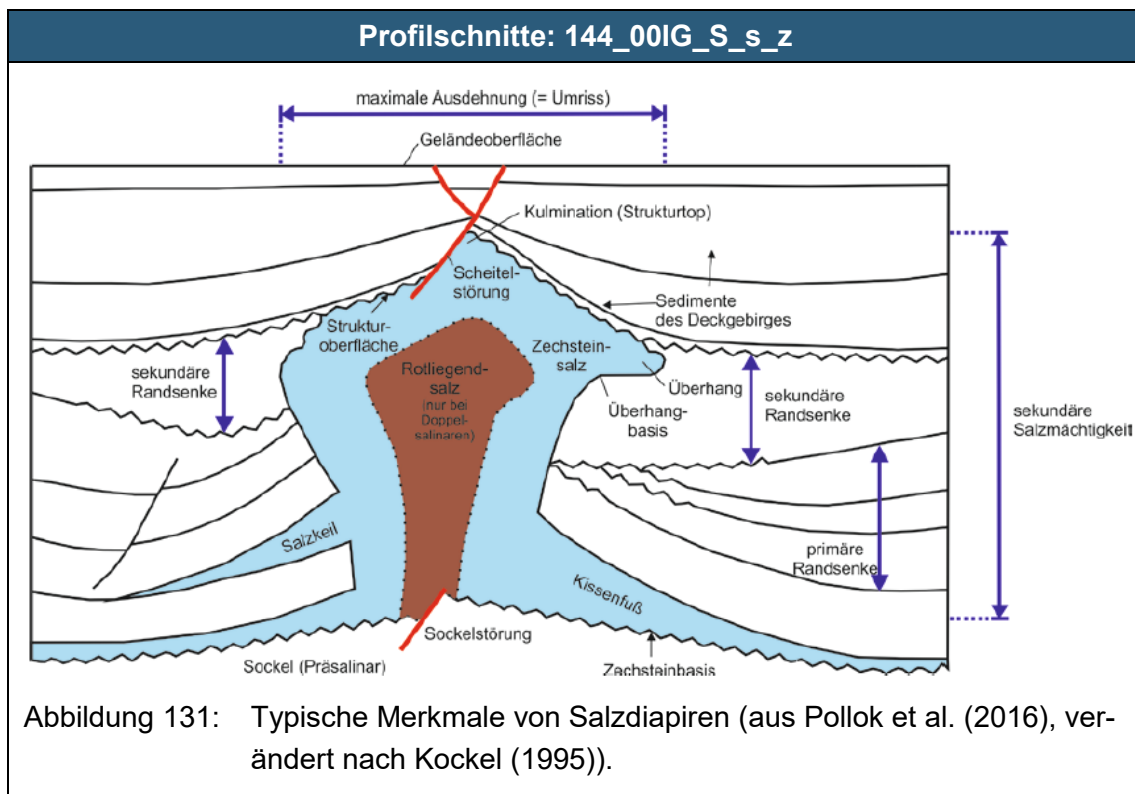 Profilschnitte: 144_00IG_S_s_z
maximale Ausdehnung (= Umriss)
Geländeoberfläche
Kulmination (Strukturtop)
Scheitel-
störung
Sedimente
des Deckgebirges
Struktur-
oberfläche
Zechstein-
salz
sekundäre
Randsenke
Rotliegend-
salz
(nur bei
Doppel-
salinaren)
Überhang
Überhang-
basis
sekundäre
Randsenke
sekundäre
Salzmächtigkeit
Salzkeil
primäre
Randsenke
Kissenfuß
Sockelstörung
Sockel (Präsalinar)
Zechsteinbasis
Abbildung 131: Typische Merkmale von Salzdiapiren (aus Pollok et al. (2016), ver-
ändert nach Kockel (1995)).